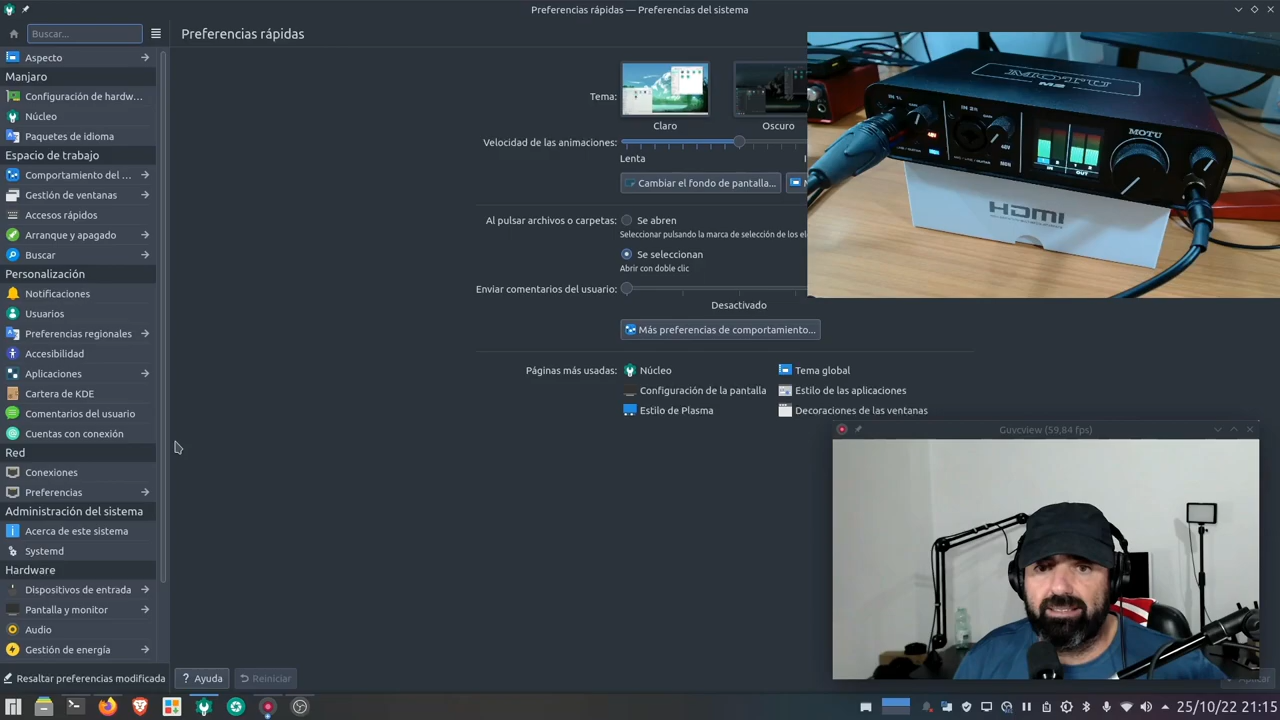 Preferencias rápidas — Preferencias del sistema
Buscar...
Preferencias rápidas
Aspecto
Manjaro
Configuración de hardw...
Núcleo
Paquetes de idioma
Espacio de trabajo
Comportamiento del ...
Gestión de ventanas
Accesos rápidos
Arranque y apagado
Buscar
Personalización
Notificaciones
Usuarios
Preferencias regionales
Accesibilidad
Aplicaciones
Cartera de KDE
Comentarios del usuario
Cuentas con conexión
Red
Conexiones
Preferencias
Administración del sistema
Acerca de este sistema
Systemd
Hardware
Dispositivos de entrada
Pantalla y monitor
Audio
Gestión de energía
Resaltar preferencias modificada
Tema:
Claro
Oscuro
Velocidad de las animaciones:
Lenta
Cambiar el fondo de pantalla...
Al pulsar archivos o carpetas:
Se abren
Seleccionar pulsando la marca de selección de los
Se seleccionan
Abrir con doble clic
Enviar comentarios del usuario:
Desactivado
Más preferencias de comportamiento...
Páginas más usadas:
Núcleo
Tema global
Configuración de la pantalla
Estilo de las aplicaciones
Estilo de Plasma
Decoraciones de las ventanas
? Ayuda
Reiniciar
Aplicar
MOTU
M2
MOTU
48V
MON
OUT
HDMI
Guvcview (59,84 fps)
25/10/22 21:15